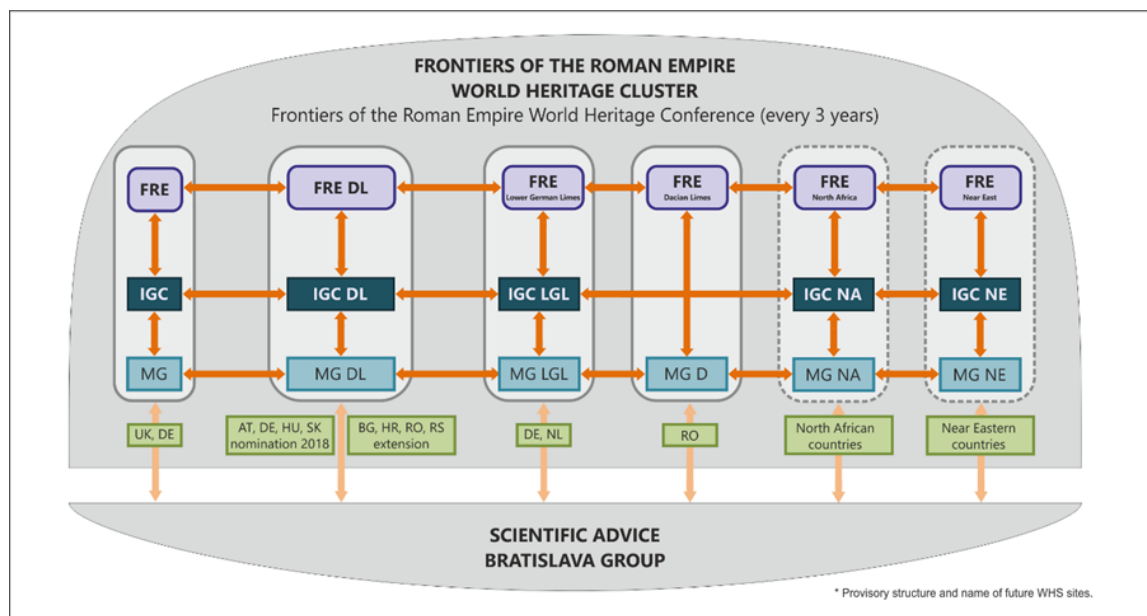 FRONTIERS OF THE ROMAN EMPIRE
WORLD HERITAGE CLUSTER
Frontiers of the Roman Empire World Heritage Conference (every 3 years)
FRE
FRE DL
FRE
Lower German Limes
FRE
Dacian Limes
FRE
North Africa
FRE
Near East
IGC
IGC DL
IGC LGL
IGC NA
IGC NE
MG
MG DL
MG LGL
MG D
MG NA
MG NE
UK, DE
AT, DE, HU, SK
nomination 2018
BG, HR, RO, RS
extension
DE, NL
RO
North African
countries
Near Eastern
countries
SCIENTIFIC ADVICE
BRATISLAVA GROUP
* Provisory structure and name of future WHS sites.